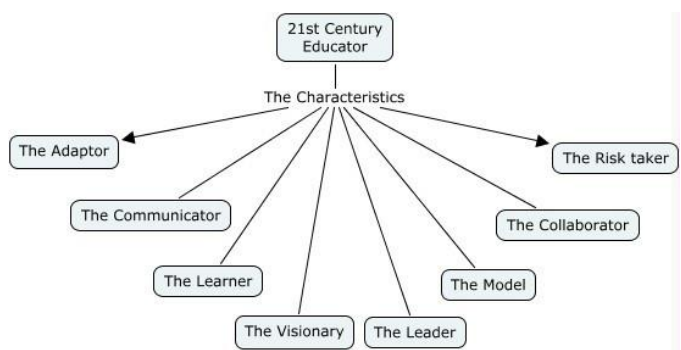 21st Century
Educator
The Characteristics
The Adaptor
The Risk taker
The Communicator
The Collaborator
The Learner
The Model
The Visionary
The Leader